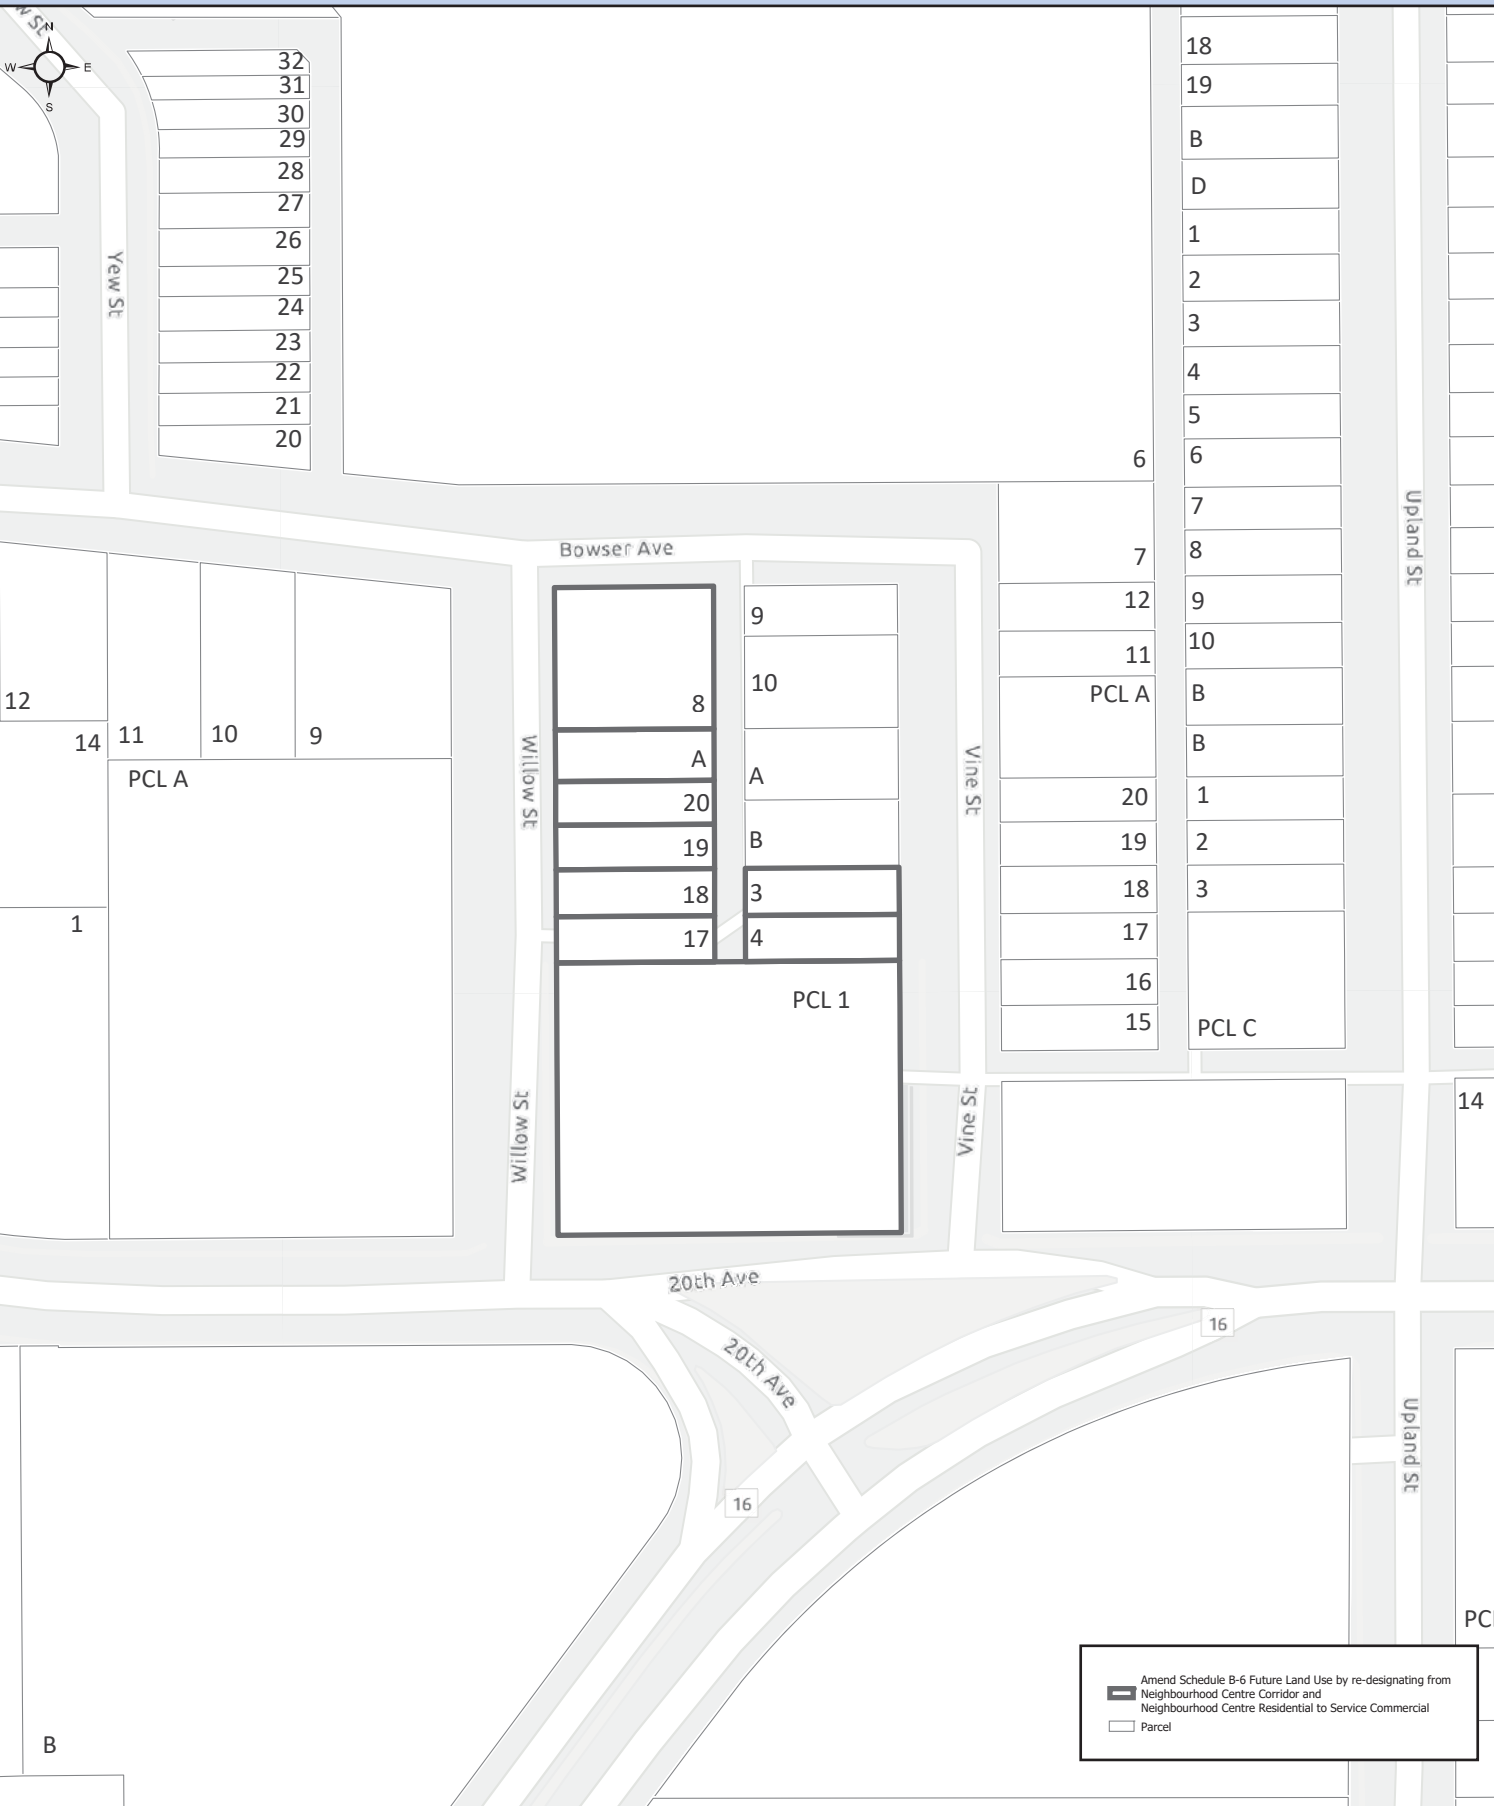 N
W
E
S
32
31
30
29
28
27
26
25
24
23
22
21
20
Yew St
18
19
B
D
1
2
3
4
5
6
7
8
9
10
B
B
1
2
3
PCL C
Upland St
6
7
12
11
PCL A
20
19
18
17
16
15
Bowser Ave
12
14
11
10
9
PCL A
1
Willow St
8
A
20
19
18
17
9
10
A
B
3
4
PCL 1
Vine St
Willow St
Vine St
14
20th Ave
20th Ave
16
16
Upland St
B
Amend Schedule B-6 Future Land Use by re-designating from
Neighbourhood Centre Corridor and
Neighbourhood Centre Residential to Service Commercial
Parcel